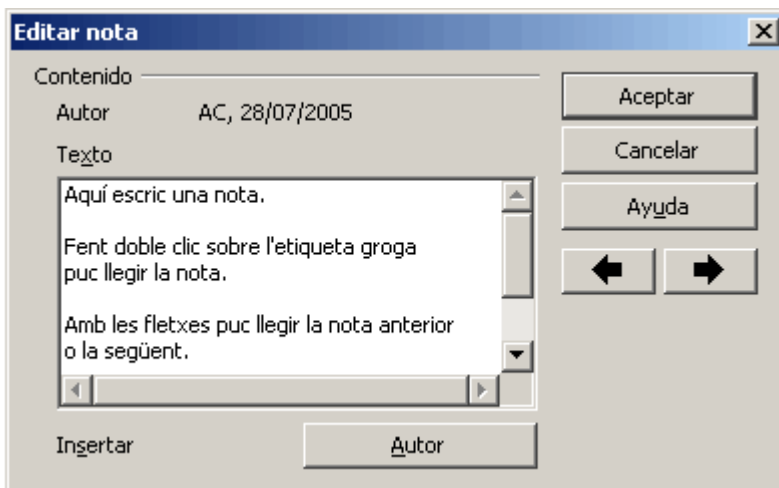 Editar nota
Contenido
Autor AC, 28/07/2005
Texto
Aquí escric una nota.
Fent doble clic sobre l'etiqueta groga
puc llegir la nota.
Amb les fletxes puc llegir la nota anterior
o la següent.
Insertar Autor
Aceptar
Cancelar
Ayuda